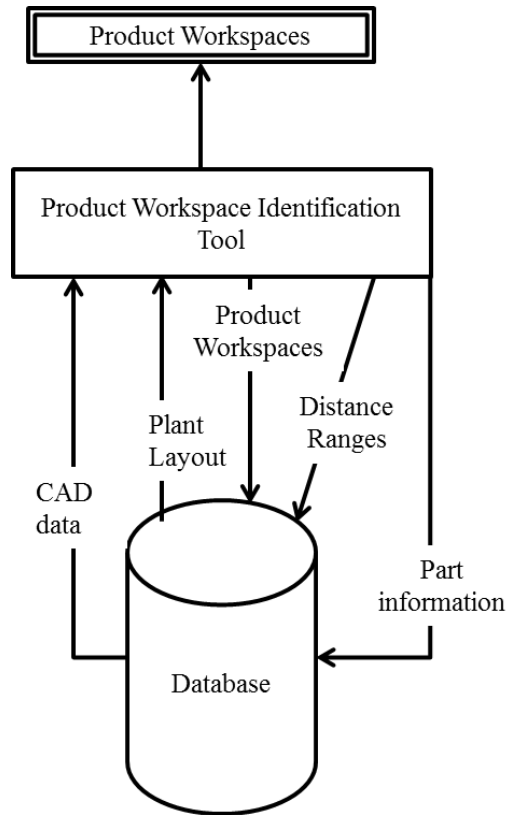 Product Workspaces
Product Workspace Identification
Tool
Product
Workspaces
Distance
Ranges
Plant
Layout
CAD
data
Part
information
Database